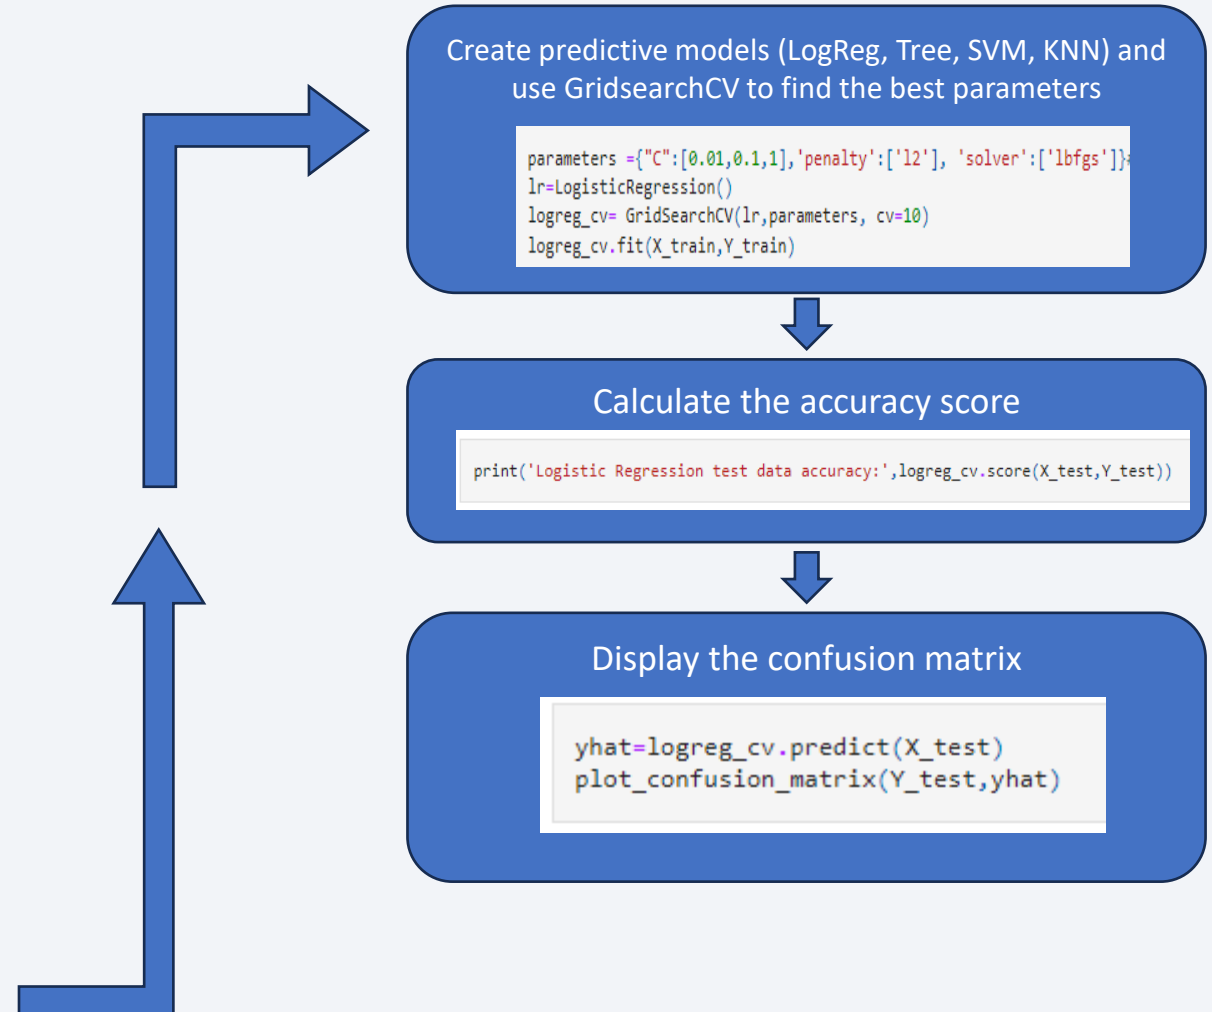 Create predictive models (LogReg, Tree, SVM, KNN) and
use GridsearchCV to find the best parameters
parameters ={"C":[0.01,0.1,1],'penalty':['l2'], 'solver':['lbfgs']}
lr=LogisticRegression()
logreg_cv= GridSearchCV(lr,parameters, cv=10)
logreg_cv.fit(X_train,Y_train)
Calculate the accuracy score
print('Logistic Regression test data accuracy:',logreg_cv.score(X_test,Y_test))
Display the confusion matrix
yhat=logreg_cv.predict(X_test)
plot_confusion_matrix(Y_test,yhat)